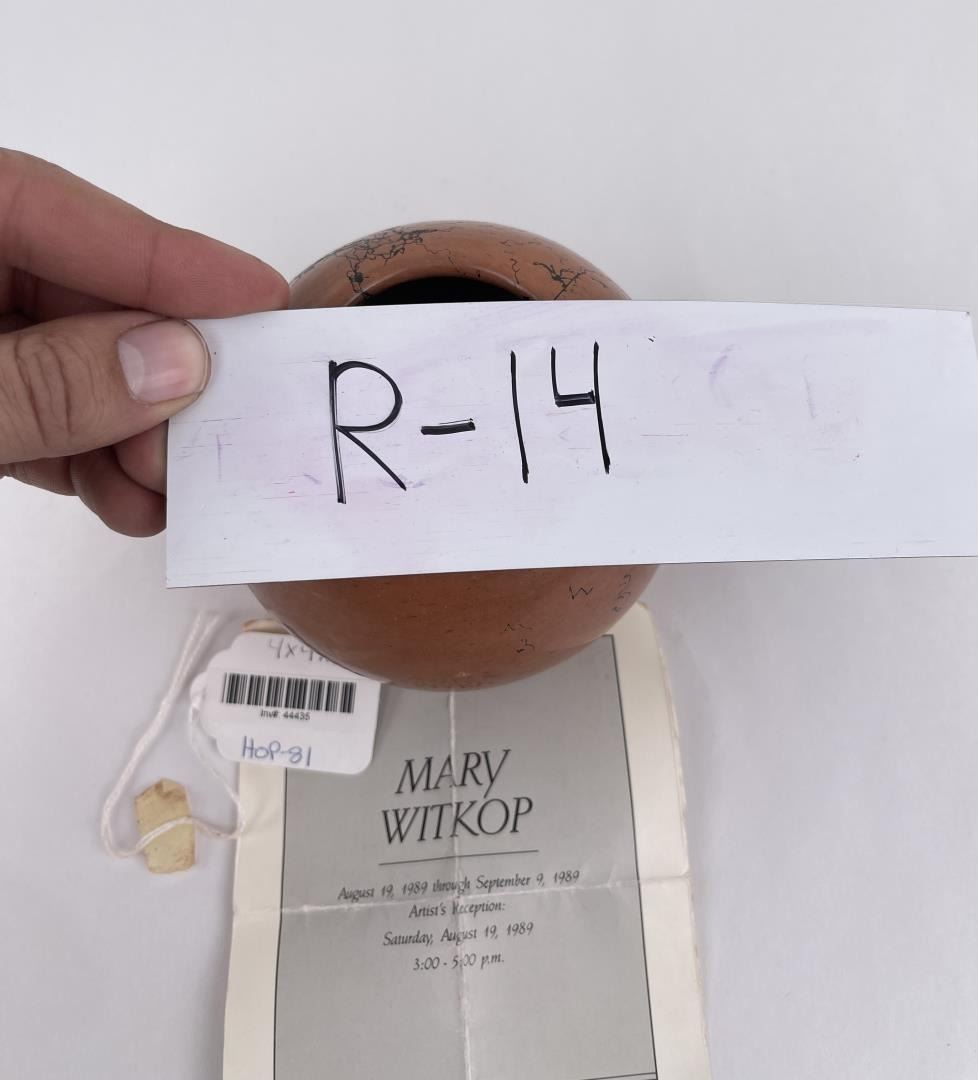 R-14
4x4
Inv# 44435
HOP-81
MARY
WITKOP
August 19, 1989 through September 9, 1989
Artist's Reception:
Saturday, August 19, 1989
3:00 - 5:00 p.m.